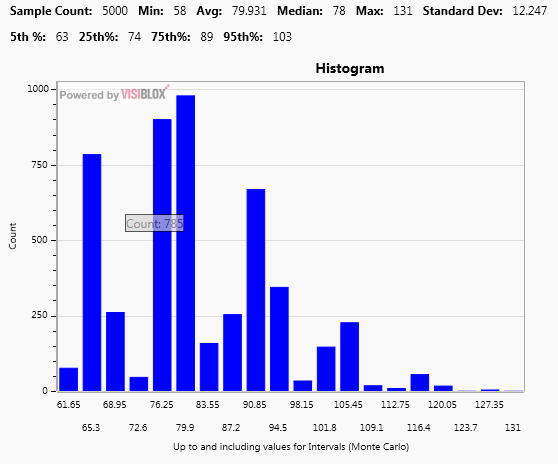 Sample Count: 5000 Min: 58 Avg: 79.931 Median: 78 Max: 131 Standard Dev: 12.247
5th %: 63 25th%: 74 75th%: 89 95th%: 103
Histogram
Powered by VISIBLOX
1000
750
Count: 785
500
Count
250
0
61.65 68.95 76.25 83.55 90.85 98.15 105.45 112.75 120.05 127.35
65.3 72.6 79.9 87.2 94.5 101.8 109.1 116.4 123.7 131
Up to and including values for Intervals (Monte Carlo)